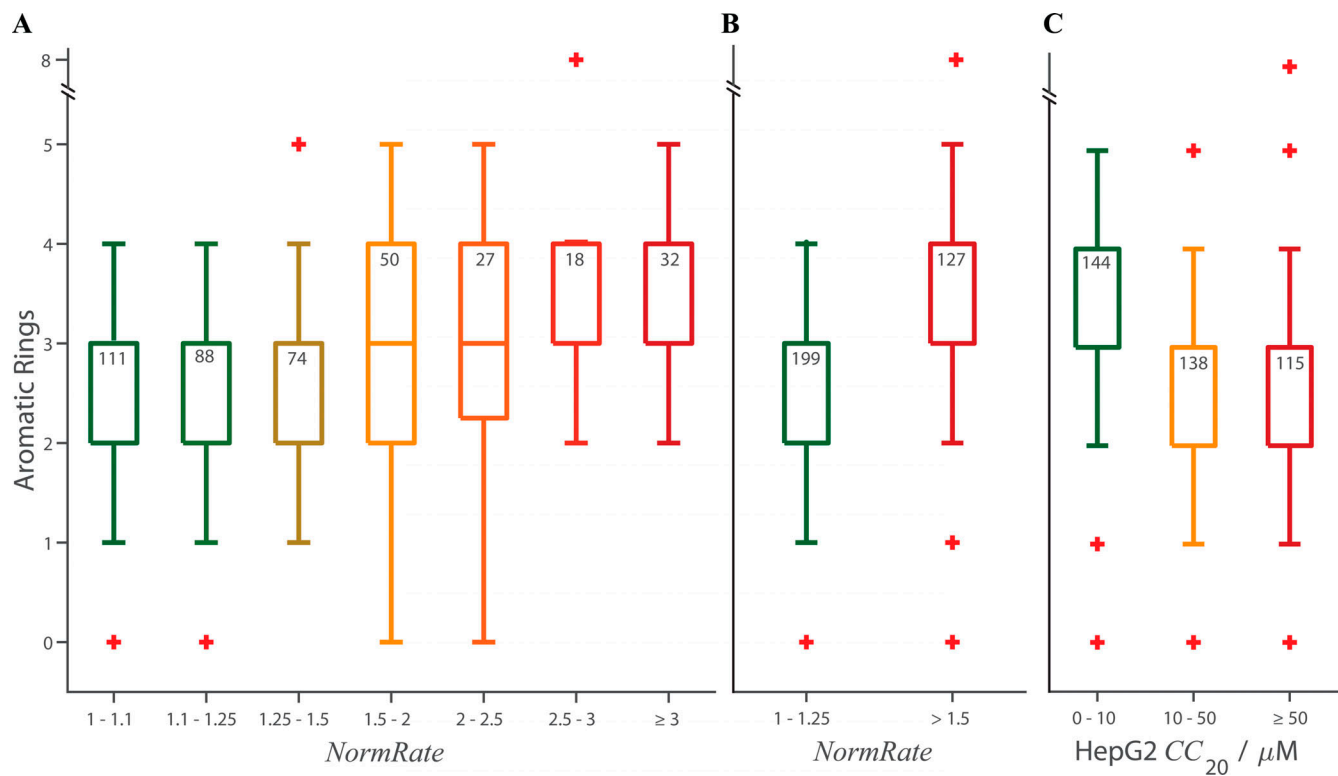 A
B
C
8
5
4
3
2
1
0
Aromatic Rings
111
88
74
50
27
18
32
199
127
144
138
115
1 - 1.1
1.1 - 1.25
1.25 - 1.5
1.5 - 2
2 - 2.5
2.5 - 3
≥ 3
1 - 1.25
> 1.5
0 - 10
10 - 50
≥ 50
NormRate
NormRate
HepG2 CC20 / μM